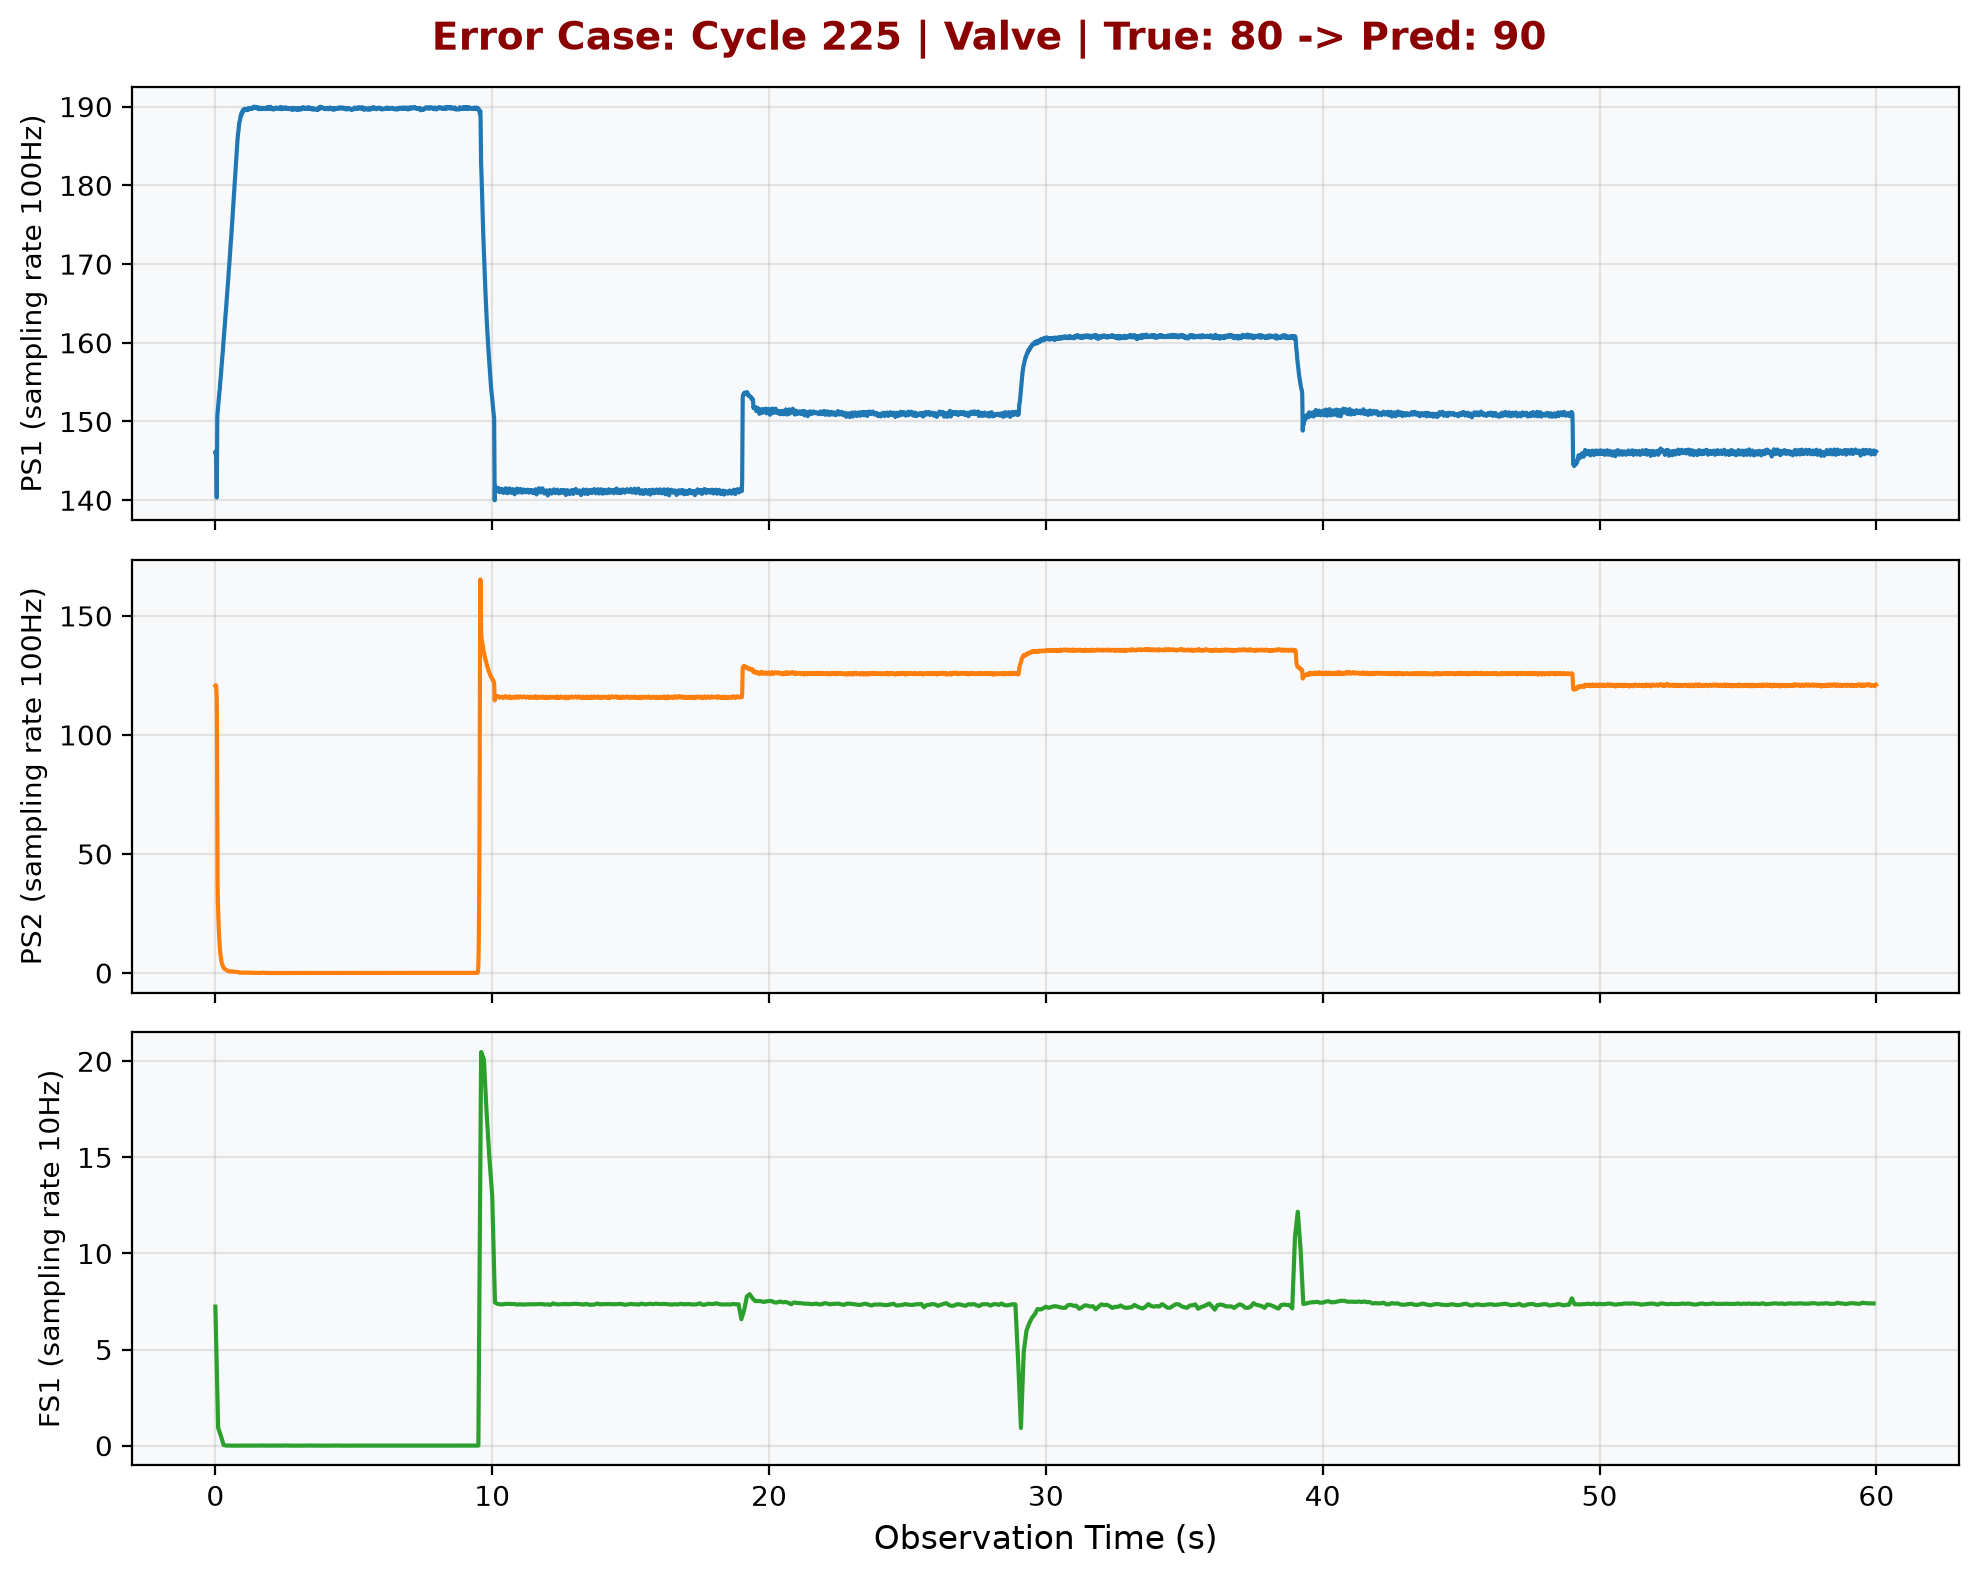 Error Case: Cycle 225 | Valve | True: 80 -> Pred: 90
PS1 (sampling rate 100Hz)
190
180
170
160
150
140
PS2 (sampling rate 100Hz)
150
100
50
0
FS1 (sampling rate 10Hz)
20
15
10
5
0
0 10 20 30 40 50 60
Observation Time (s)